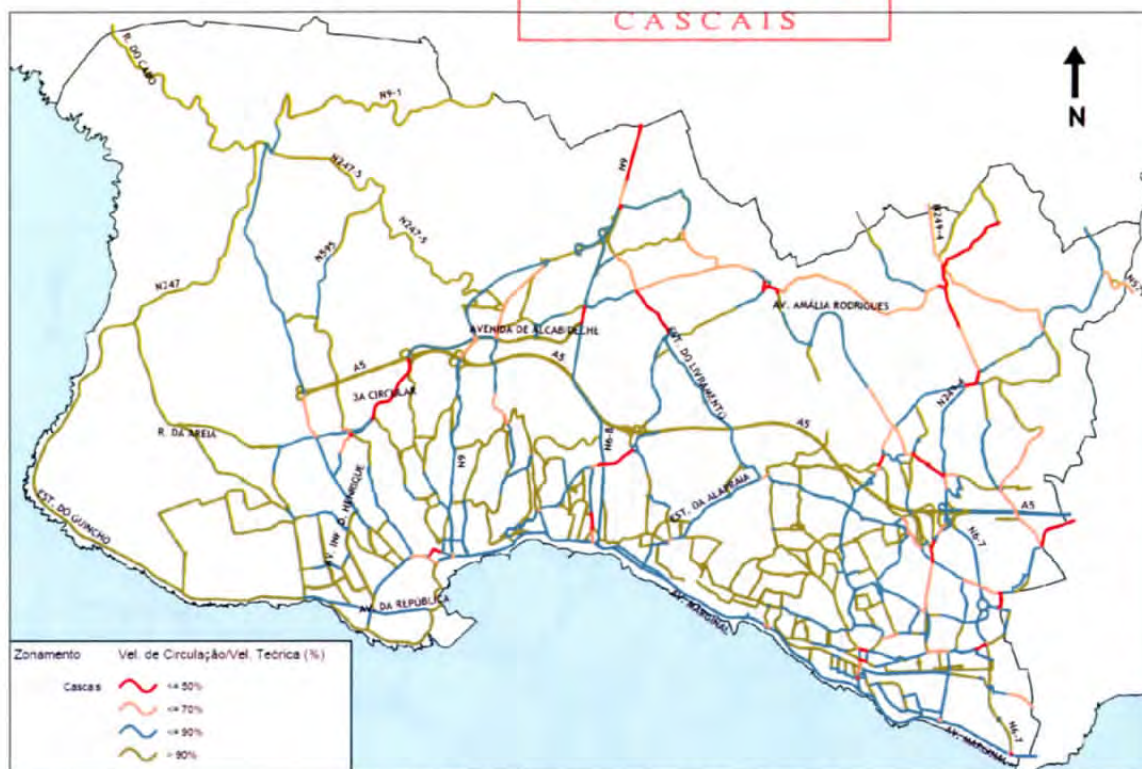 CASCAIS
N
R. DO CABO
N9-1
N247-5
N9
N249-4
N595
N247-5
N247
AV. AMÁLIA RODRIGUES
AVENIDA DE ALCABIDECHE
EST. DO LIVRAMENTO
A5
A5
3A CIRCULAR
N249-4
R. DA AREIA
N9
N6-8
A5
EST. DO GUINCHO
AV. INF. D. HENRIQUE
EST. DA ALAPRAIA
A5
N6-7
AV. DA REPÚBLICA
AV. MARGINAL
N6-7
AV. MARGINAL
Zonamento Vel. de Circulação/Vel. Teórica (%)
Cascais <= 50%
<= 70%
<= 90%
> 90%